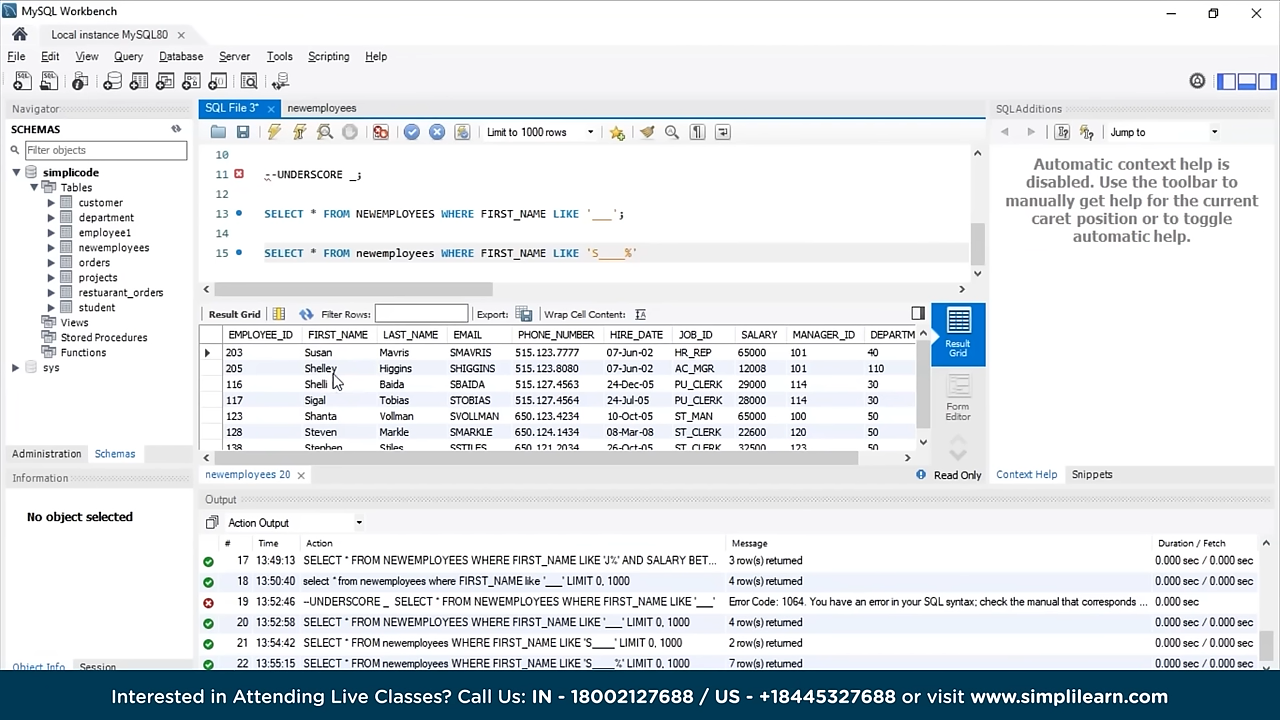 MySQL Workbench
Local instance MySQL80
File Edit View Query Database Server Tools Scripting Help
Navigator
SCHEMAS
Filter objects
simplicode
Tables
customer
department
employee1
newemployees
orders
projects
restuarant_orders
student
Views
Stored Procedures
Functions
sys
Administration Schemas
Information
No object selected
Object Info Session
SQL File 3* newemployees
Limit to 1000 rows
10
11 --UNDERSCORE _;
12
13 SELECT * FROM NEWEMPLOYEES WHERE FIRST_NAME LIKE '___';
14
15 SELECT * FROM newemployees WHERE FIRST_NAME LIKE 'S____%'
Result Grid Filter Rows: Export: Wrap Cell Content: IA
EMPLOYEE_ID FIRST_NAME LAST_NAME EMAIL PHONE_NUMBER HIRE_DATE JOB_ID SALARY MANAGER_ID DEPARTM
203 Susan Mavris SMAVRIS 515.123.7777 07-Jun-02 HR_REP 65000 101 40
205 Shelley Higgins SHIGGINS 515.123.8080 07-Jun-02 AC_MGR 12008 101 110
116 Shelli Baida SBAIDA 515.127.4563 24-Dec-05 PU_CLERK 29000 114 30
117 Sigal Tobias STOBIAS 515.127.4564 24-Jul-05 PU_CLERK 28000 114 30
123 Shanta Vollman SVOLLMAN 650.123.4234 10-Oct-05 ST_MAN 65000 100 50
128 Steven Markle SMARKLE 650.124.1434 08-Mar-08 ST_CLERK 22600 120 50
138 Stephen Stiles SSTILES 650.121.2034 26-Oct-05 ST_CLERK 32500 123 50
Result Grid
Form Editor
newemployees 20
Read Only
SQLAdditions
Jump to
Automatic context help is
disabled. Use the toolbar to
manually get help for the current
caret position or to toggle
automatic help.
Context Help Snippets
Output
Action Output
# Time Action Message Duration / Fetch
17 13:49:13 SELECT * FROM NEWEMPLOYEES WHERE FIRST_NAME LIKE 'J%' AND SALARY BET... 3 row(s) returned 0.000 sec / 0.000 sec
18 13:50:40 select * from newemployees where FIRST_NAME like '___' LIMIT 0, 1000 4 row(s) returned 0.000 sec / 0.000 sec
19 13:52:46 --UNDERSCORE _ SELECT * FROM NEWEMPLOYEES WHERE FIRST_NAME LIKE '___' Error Code: 1064. You have an error in your SQL syntax; check the manual that corresponds ... 0.000 sec
20 13:52:58 SELECT * FROM NEWEMPLOYEES WHERE FIRST_NAME LIKE '___' LIMIT 0, 1000 4 row(s) returned 0.000 sec / 0.000 sec
21 13:54:42 SELECT * FROM newemployees WHERE FIRST_NAME LIKE 'S____' LIMIT 0, 1000 2 row(s) returned 0.000 sec / 0.000 sec
22 13:55:15 SELECT * FROM newemployees WHERE FIRST_NAME LIKE 'S____%' LIMIT 0, 1000 7 row(s) returned 0.000 sec / 0.000 sec
Interested in Attending Live Classes? Call Us: IN - 18002127688 / US - +18445327688 or visit www.simplilearn.com